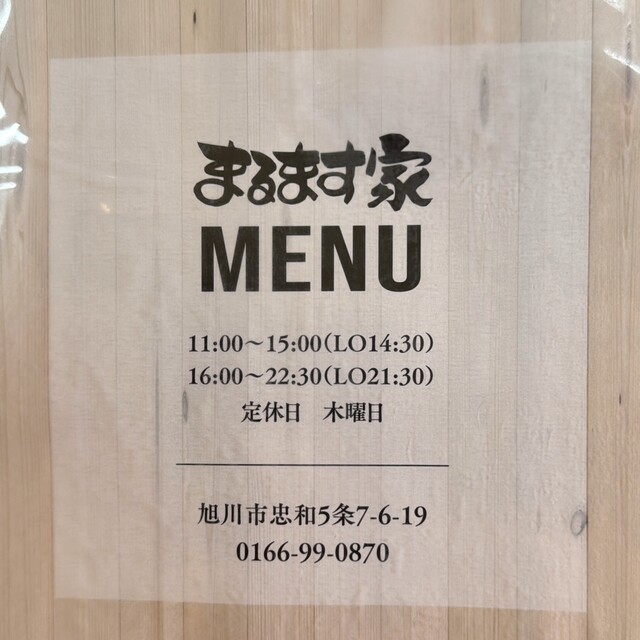 まるます家
MENU
11:00～15:00(LO14:30)
16:00～22:30(LO21:30)
定休日　木曜日
旭川市忠和5条7-6-19
0166-99-0870